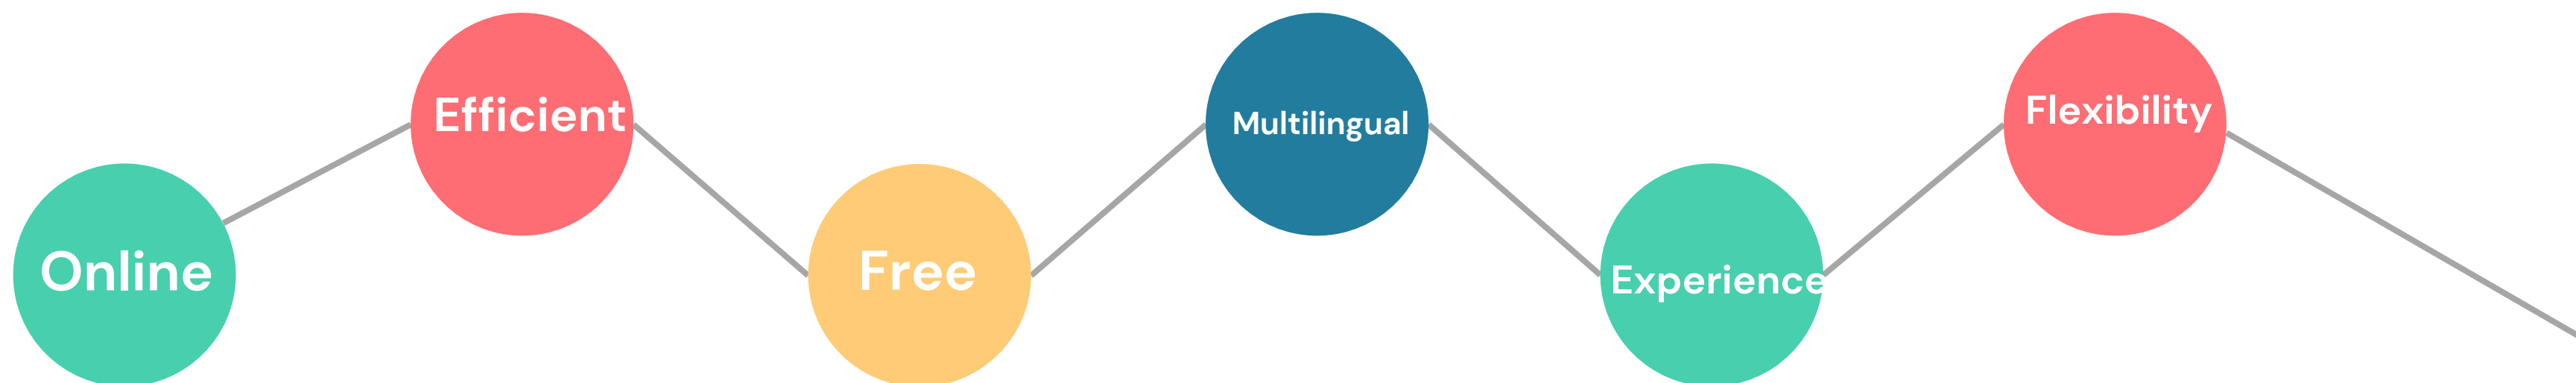 Online
Efficient
Free
Multilingual
Experience
Flexibility